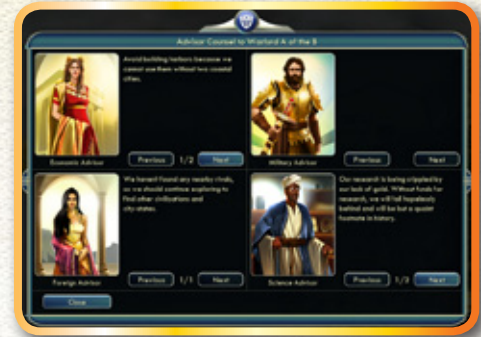 Advisor Counsel to Warlord A of the B
Avoid building harbors because we
cannot use them without two coastal
cities.
Economic Advisor
Previous 1/2 Next
Military Advisor
Previous Next
We haven't found any nearby rivals,
so we should continue exploring to
find other civilizations and
city-states.
Foreign Advisor
Previous 1/1 Next
Our research is being crippled by
our lack of gold. Without funds for
research, we will fall hopelessly
behind and will be but a quaint
footnote in history.
Science Advisor
Previous 1/3 Next
Close